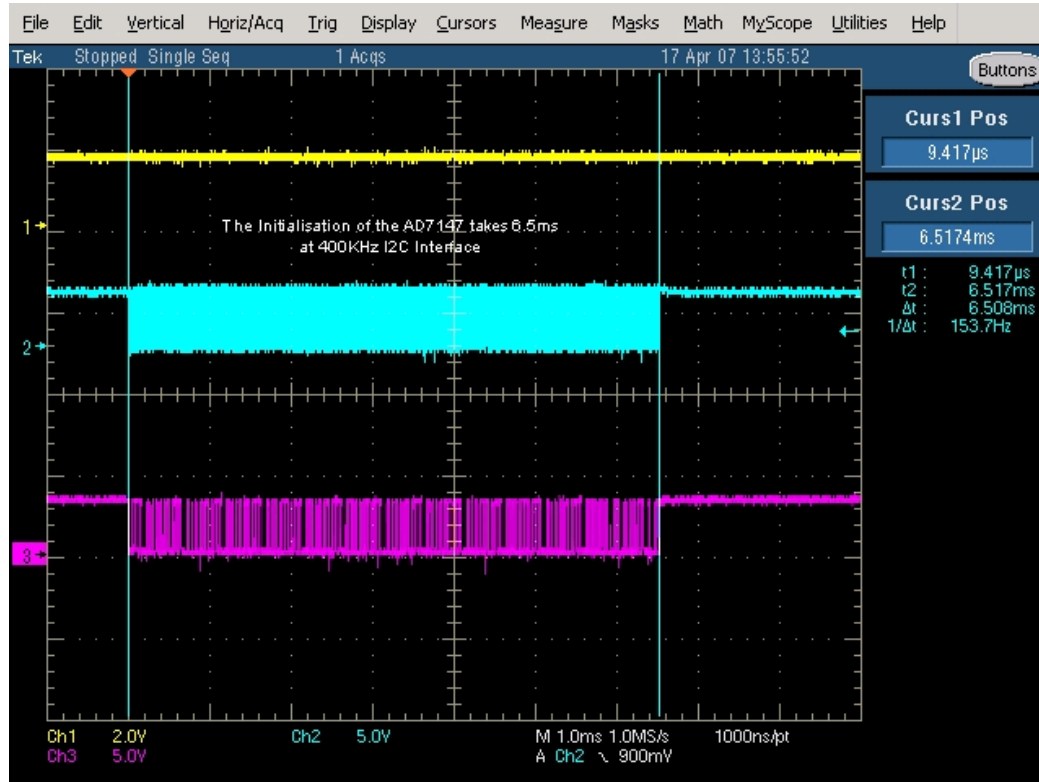 File Edit Vertical Horiz/Acq Trig Display Cursors Measure Masks Math MyScope Utilities Help
Tek Stopped Single Seq 1 Acqs 17 Apr 07 13:55:52
Buttons
Curs1 Pos
9.417µs
Curs2 Pos
6.5174ms
t1 : 9.417µs
t2 : 6.517ms
Δt : 6.508ms
1/Δt : 153.7Hz
1
The Initialisation of the AD7147 takes 6.5ms
at 400KHz I2C Interface
2
3
Ch1 2.0V Ch2 5.0V M 1.0ms 1.0MS/s 1000ns/pt
Ch3 5.0V A Ch2 \ 900mV